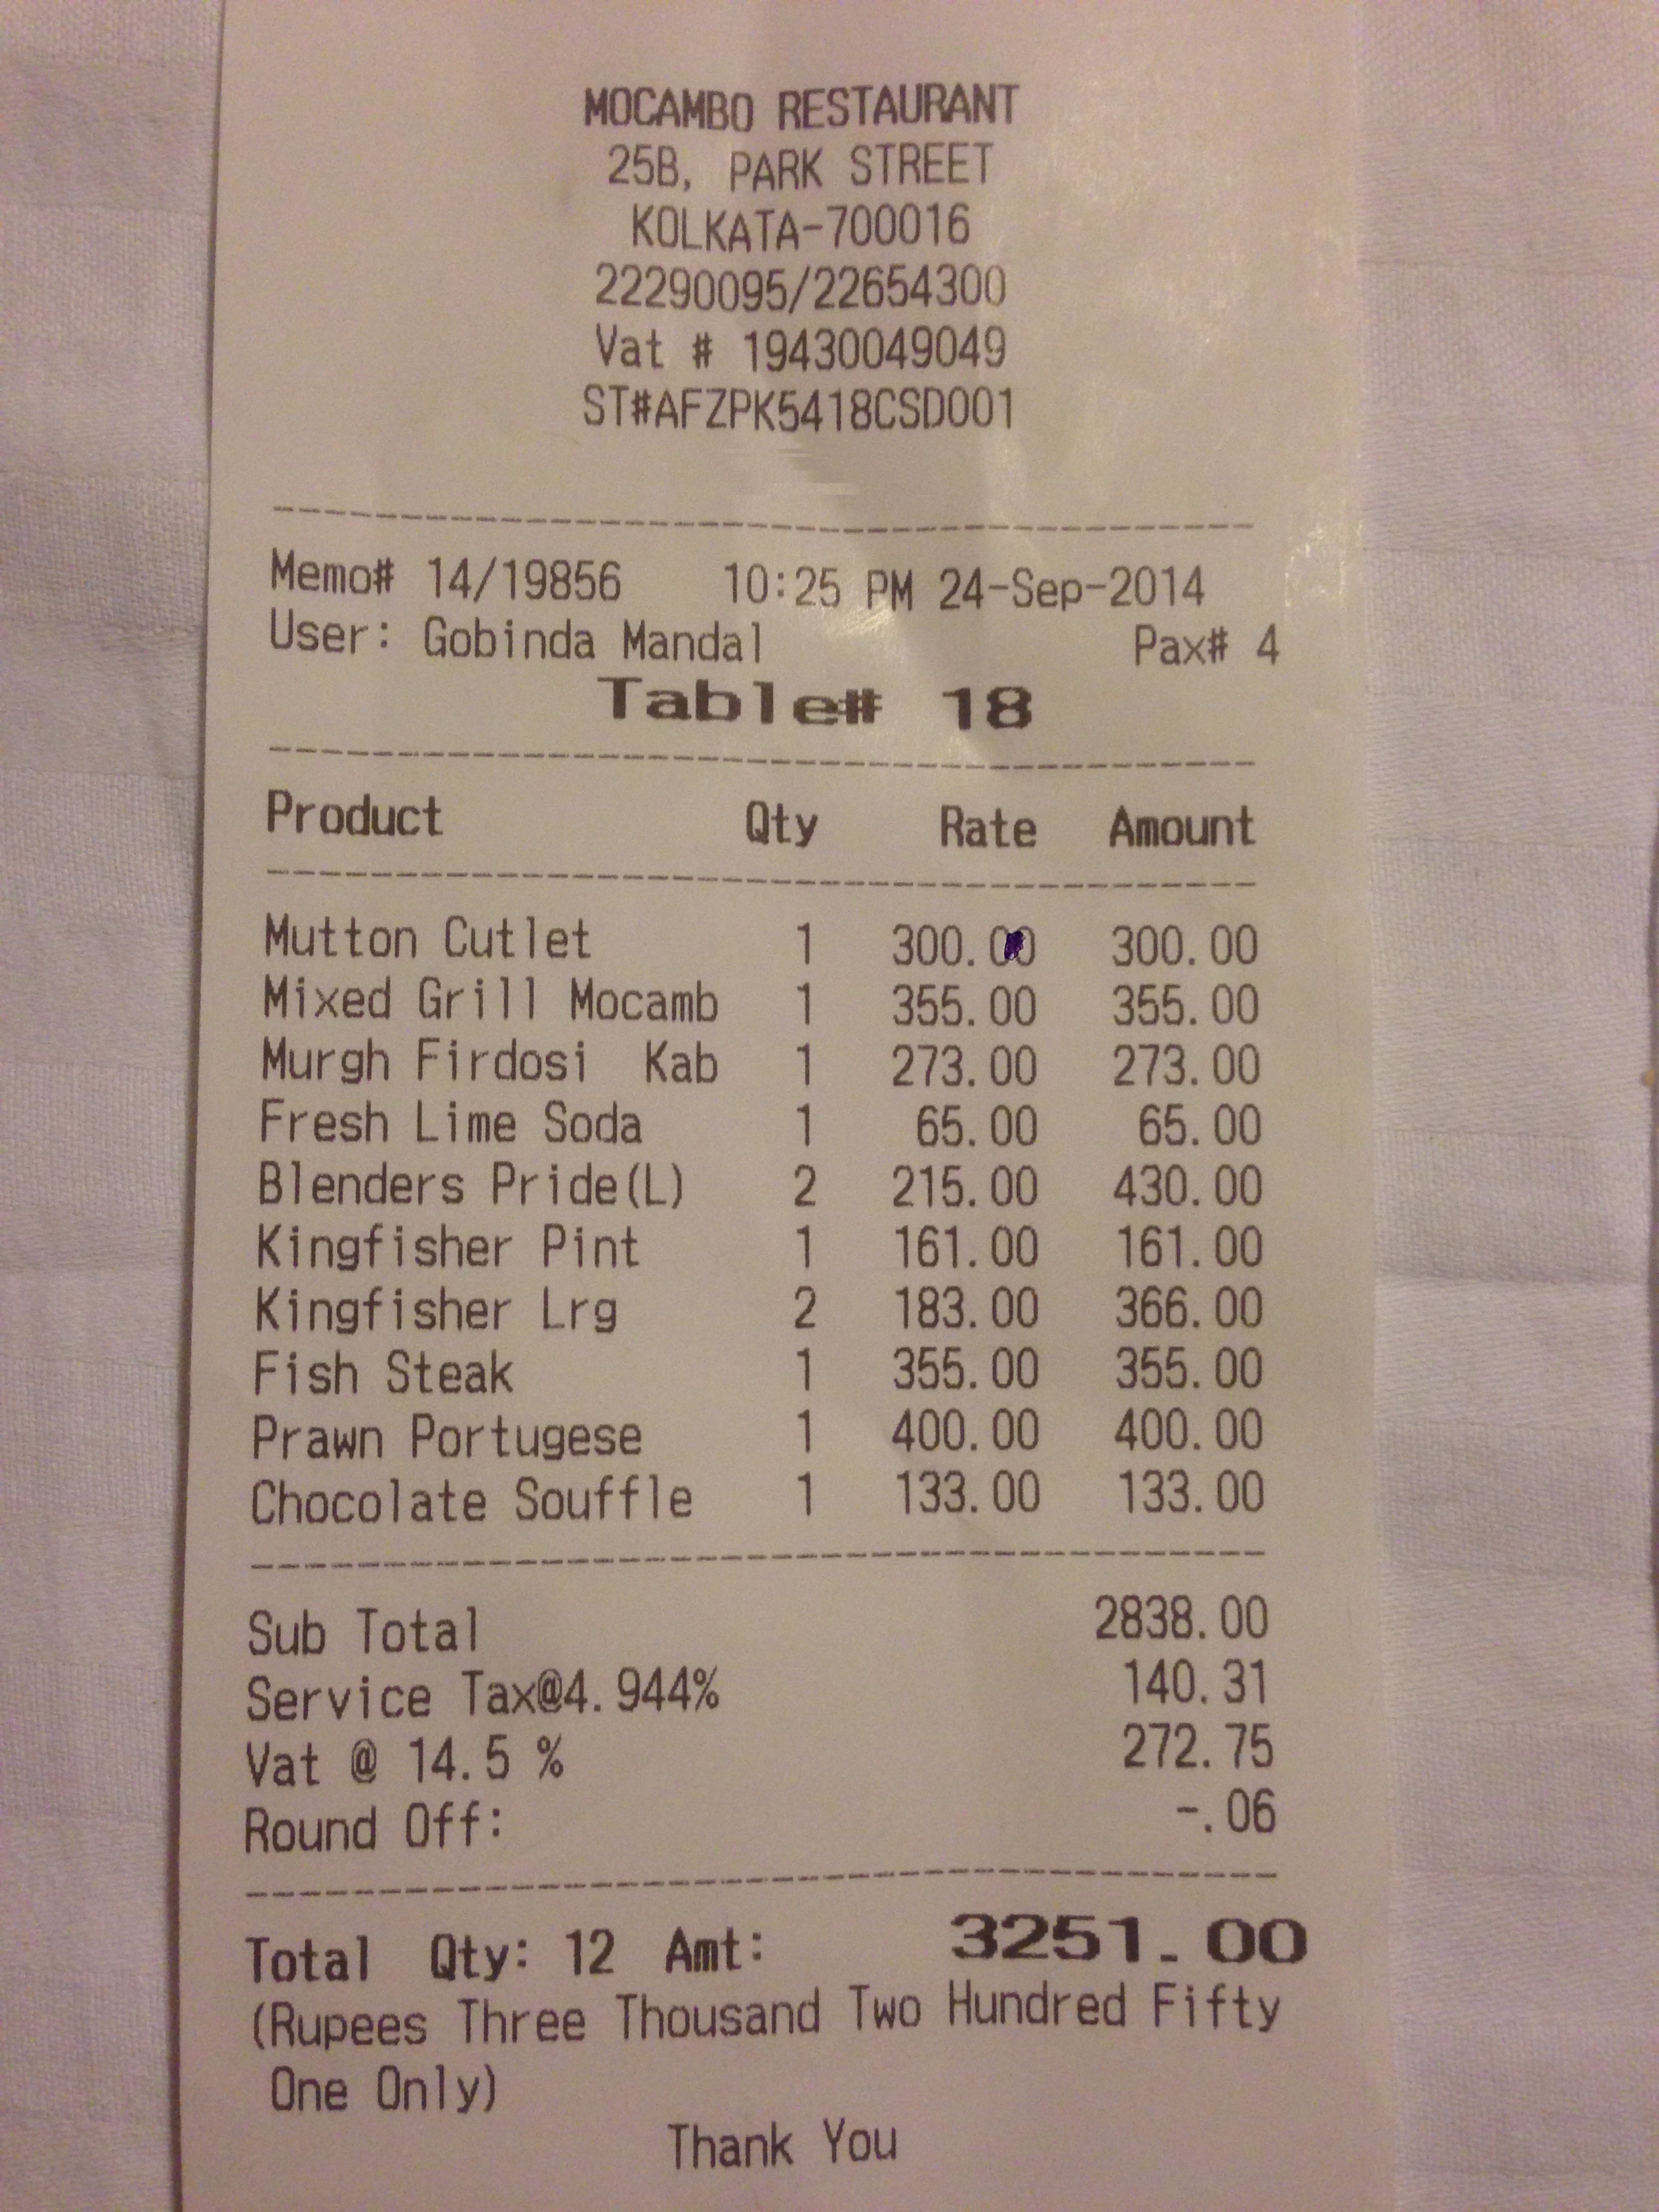 MOCAMBO RESTAURANT
25B, PARK STREET
KOLKATA-700016
22290095/22654300
Vat # 19430049049
ST#AFZPK5418CSD001
Memo# 14/19856 10:25 PM 24-Sep-2014
User: Gobinda Mandal Pax# 4
Table# 18
Product Qty Rate Amount
Mutton Cutlet 1 300.00 300.00
Mixed Grill Mocamb 1 355.00 355.00
Murgh Firdosi Kab 1 273.00 273.00
Fresh Lime Soda 1 65.00 65.00
Blenders Pride(L) 2 215.00 430.00
Kingfisher Pint 1 161.00 161.00
Kingfisher Lrg 2 183.00 366.00
Fish Steak 1 355.00 355.00
Prawn Portugese 1 400.00 400.00
Chocolate Souffle 1 133.00 133.00
Sub Total 2838.00
Service Tax@4.944% 140.31
Vat @ 14.5 % 272.75
Round Off: -.06
Total Qty: 12 Amt: 3251.00
(Rupees Three Thousand Two Hundred Fifty
One Only)
Thank You